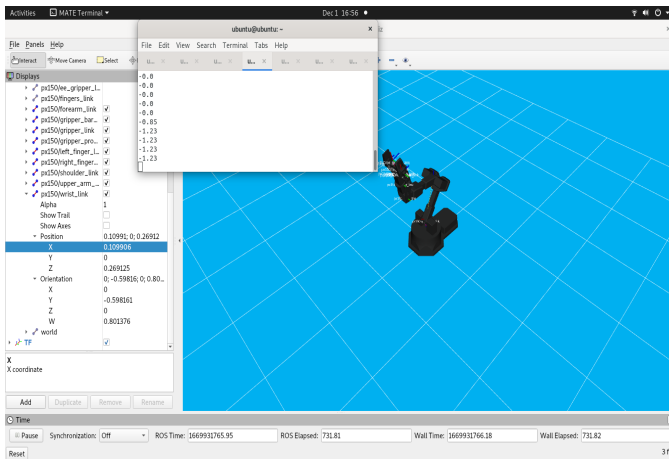 Activities MATE Terminal ▾ Dec 1 16:56 ●
ubuntu@ubuntu: ~ ×
File Edit View Search Terminal Tabs Help
u… × u… × u… × u… × u… × u… × u… ×
-0.0
-0.0
-0.0
-0.0
-0.0
-0.85
-1.23
-1.23
-1.23
-1.23
File Panels Help
Interact Move Camera Select
Displays
px150/ee_gripper_l...
px150/fingers_link
px150/forearm_link
px150/gripper_bar...
px150/gripper_link
px150/gripper_pro...
px150/left_finger_l...
px150/right_finger...
px150/shoulder_link
px150/upper_arm_...
px150/wrist_link
Alpha 1
Show Trail
Show Axes
Position 0.10991; 0; 0.26912
X 0.109906
Y 0
Z 0.269125
Orientation 0; -0.59816; 0; 0.80...
X 0
Y -0.598161
Z 0
W 0.801376
world
TF
X
X coordinate
Add Duplicate Remove Rename
Time
Pause Synchronization: Off ROS Time: 1669931765.95 ROS Elapsed: 731.81 Wall Time: 1669931766.18 Wall Elapsed: 731.82
Reset